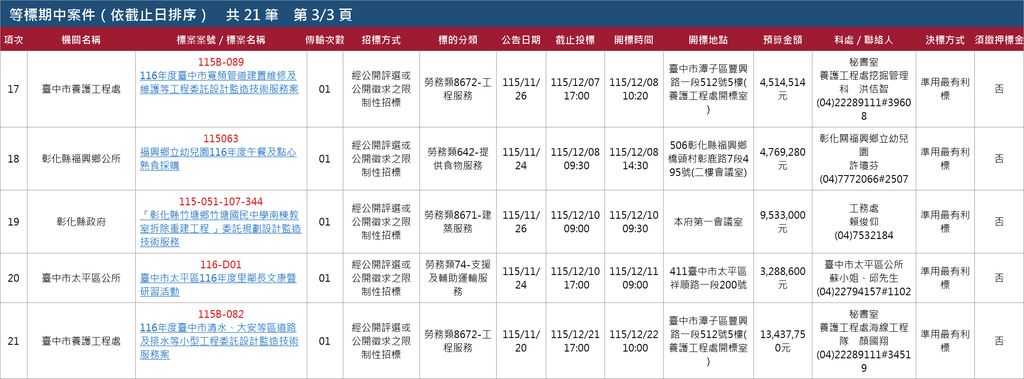 等標期中案件（依截止日排序）　共 21 筆　第 3/3 頁
項次 機關名稱 標案案號 / 標案名稱 傳輸次數 招標方式 標的分類 公告日期 截止投標 開標時間 開標地點 預算金額 科處 / 聯絡人 決標方式 須繳押標金
17
臺中市養護工程處
115B-089
116年度臺中市寬頻管道建置維修及
維護等工程委託設計監造技術服務案
01
經公開評選或
公開徵求之限
制性招標
勞務類8672-工
程服務
115/11/
26
115/12/07
17:00
115/12/08
10:20
臺中市潭子區豐興
路一段512號5樓(
養護工程處開標室
)
4,514,514
元
秘書室
養護工程處挖掘管理
科　洪佶智
(04)22289111#3960
8
準用最有利
標
否
18
彰化縣福興鄉公所
115063
福興鄉立幼兒園116年度午餐及點心
熟食採購
01
經公開評選或
公開徵求之限
制性招標
勞務類642-提
供食物服務
115/11/
24
115/12/08
09:30
115/12/08
14:30
506彰化縣福興鄉
橋頭村彰鹿路7段4
95號(二樓會議室)
4,769,280
元
彰化縣福興鄉立幼兒
園
許瓊芬
(04)7772066#2507
準用最有利
標
否
19
彰化縣政府
115-051-107-344
「彰化縣竹塘鄉竹塘國民中學南棟教
室拆除重建工程 」委託規劃設計監造
技術服務
01
經公開評選或
公開徵求之限
制性招標
勞務類8671-建
築服務
115/11/
26
115/12/10
09:00
115/12/10
09:30
本府第一會議室
9,533,000
元
工務處
賴俊仰
(04)7532184
準用最有利
標
否
20
臺中市太平區公所
116-D01
臺中市太平區116年度里鄰長文康暨
研習活動
01
經公開評選或
公開徵求之限
制性招標
勞務類74-支援
及輔助運輸服
務
115/11/
24
115/12/10
17:00
115/12/11
09:00
411臺中市太平區
祥順路一段200號
3,288,600
元
臺中市太平區公所
蘇小姐、邱先生
(04)22794157#1102
準用最有利
標
否
21
臺中市養護工程處
115B-082
116年度臺中市清水、大安等區道路
及排水等小型工程委託設計監造技術
服務案
01
經公開評選或
公開徵求之限
制性招標
勞務類8672-工
程服務
115/11/
20
115/12/21
17:00
115/12/22
10:00
臺中市潭子區豐興
路一段512號5樓(
養護工程處開標室
)
13,437,75
0元
秘書室
養護工程處海線工程
隊　顏國翔
(04)22289111#3451
9
準用最有利
標
否